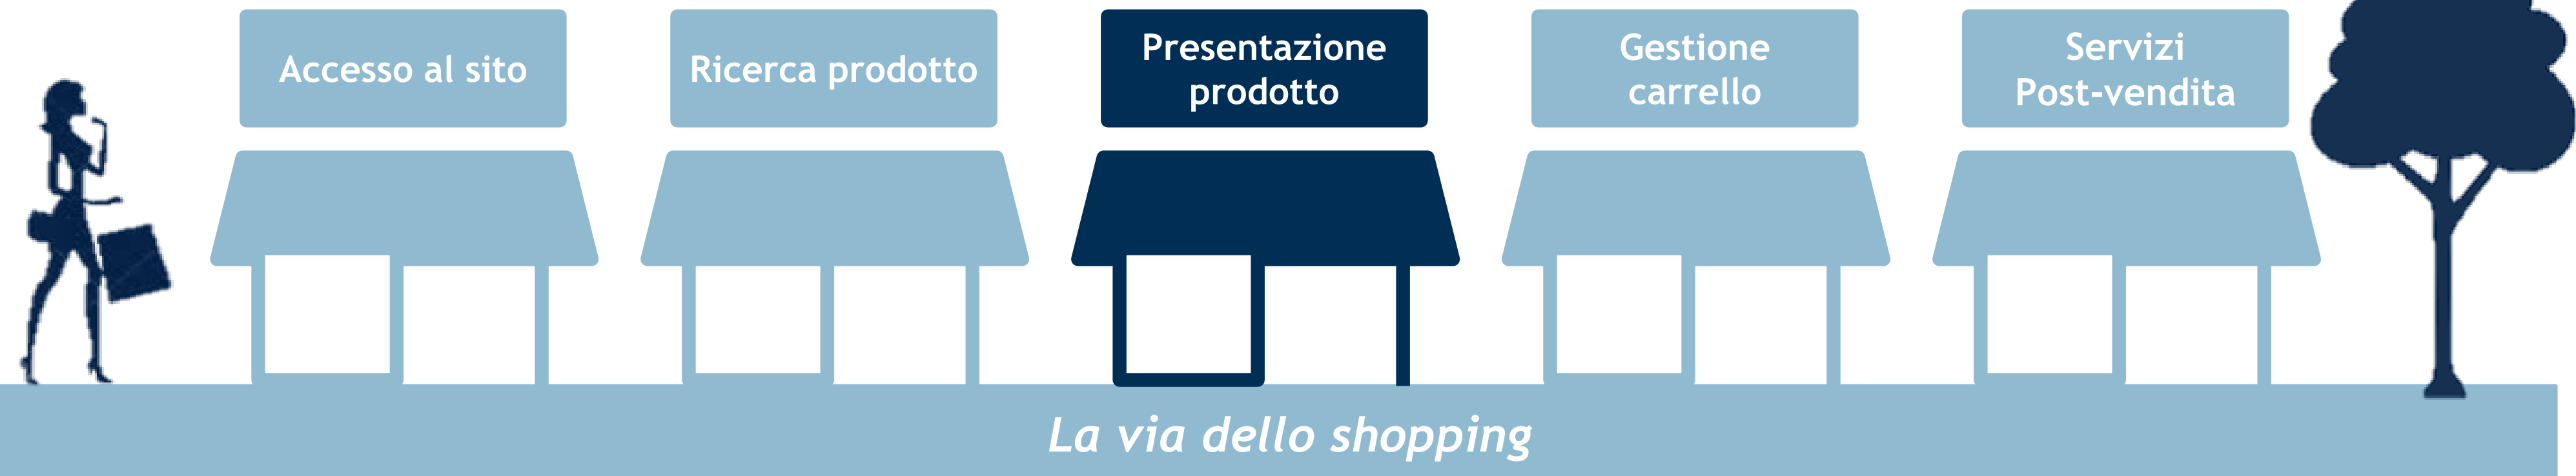 Accesso al sito
Ricerca prodotto
Presentazione
prodotto
Gestione
carrello
Servizi
Post-vendita
La via dello shopping